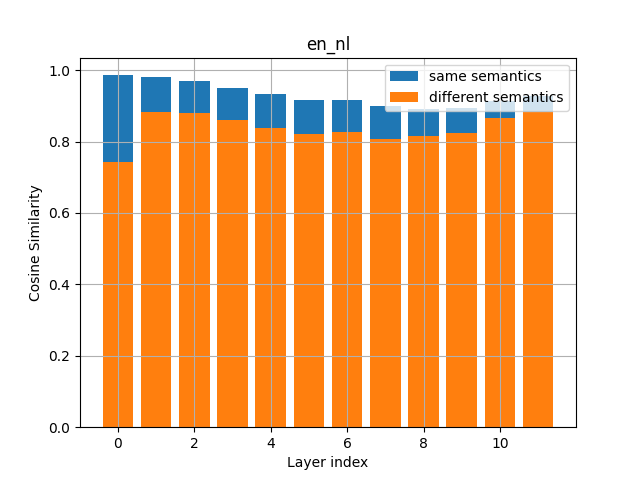 en_nl
same semantics
different semantics
Cosine Similarity
1.0
0.8
0.6
0.4
0.2
0.0
0 2 4 6 8 10
Layer index